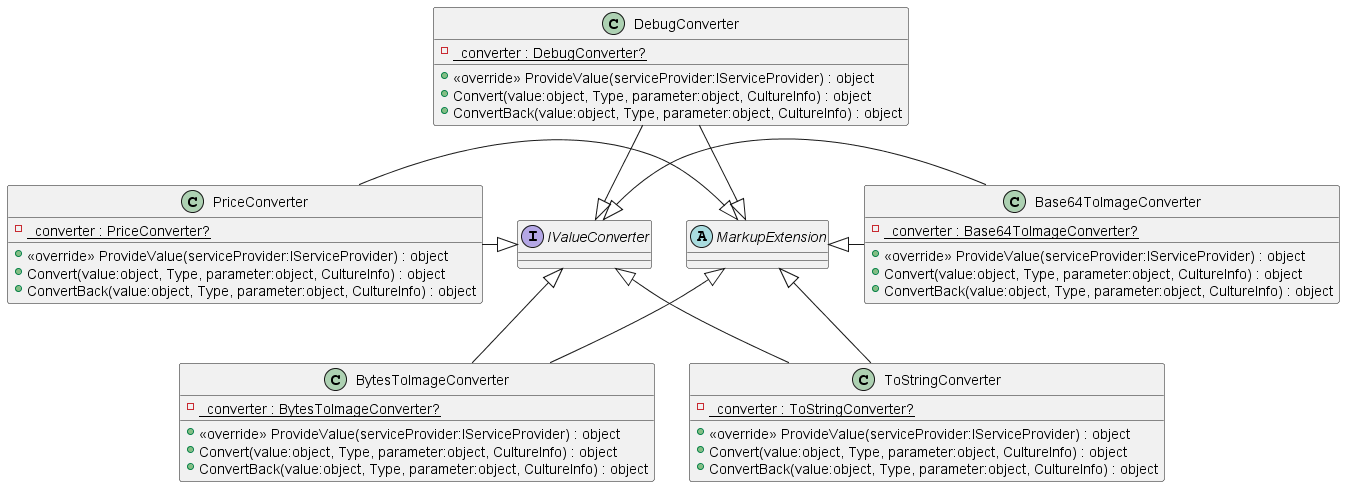 C DebugConverter
_converter : DebugConverter?
«override» ProvideValue(serviceProvider:IServiceProvider) : object
Convert(value:object, Type, parameter:object, CultureInfo) : object
ConvertBack(value:object, Type, parameter:object, CultureInfo) : object
C PriceConverter
_converter : PriceConverter?
«override» ProvideValue(serviceProvider:IServiceProvider) : object
Convert(value:object, Type, parameter:object, CultureInfo) : object
ConvertBack(value:object, Type, parameter:object, CultureInfo) : object
I IValueConverter
A MarkupExtension
C Base64ToImageConverter
_converter : Base64ToImageConverter?
«override» ProvideValue(serviceProvider:IServiceProvider) : object
Convert(value:object, Type, parameter:object, CultureInfo) : object
ConvertBack(value:object, Type, parameter:object, CultureInfo) : object
C BytesToImageConverter
_converter : BytesToImageConverter?
«override» ProvideValue(serviceProvider:IServiceProvider) : object
Convert(value:object, Type, parameter:object, CultureInfo) : object
ConvertBack(value:object, Type, parameter:object, CultureInfo) : object
C ToStringConverter
_converter : ToStringConverter?
«override» ProvideValue(serviceProvider:IServiceProvider) : object
Convert(value:object, Type, parameter:object, CultureInfo) : object
ConvertBack(value:object, Type, parameter:object, CultureInfo) : object